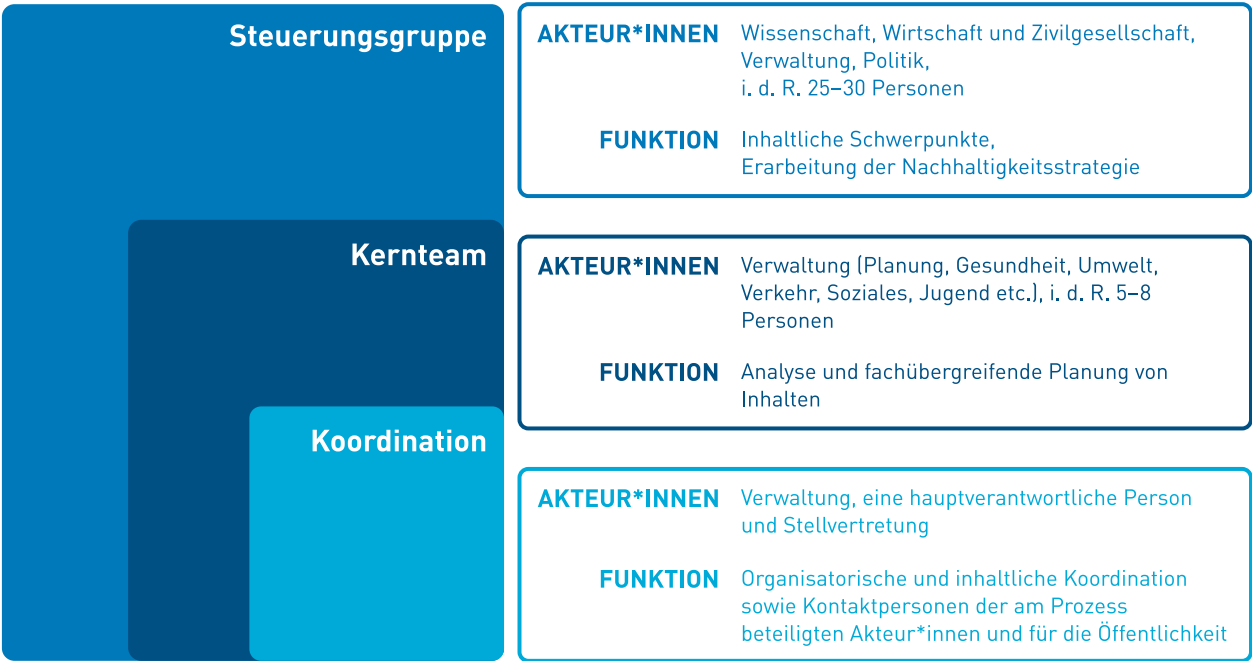 Steuerungsgruppe
AKTEUR*INNEN Wissenschaft, Wirtschaft und Zivilgesellschaft,
Verwaltung, Politik,
i. d. R. 25–30 Personen
FUNKTION Inhaltliche Schwerpunkte,
Erarbeitung der Nachhaltigkeitsstrategie
Kernteam
AKTEUR*INNEN Verwaltung (Planung, Gesundheit, Umwelt,
Verkehr, Soziales, Jugend etc.), i. d. R. 5–8
Personen
FUNKTION Analyse und fachübergreifende Planung von
Inhalten
Koordination
AKTEUR*INNEN Verwaltung, eine hauptverantwortliche Person
und Stellvertretung
FUNKTION Organisatorische und inhaltliche Koordination
sowie Kontaktpersonen der am Prozess
beteiligten Akteur*innen und für die Öffentlichkeit